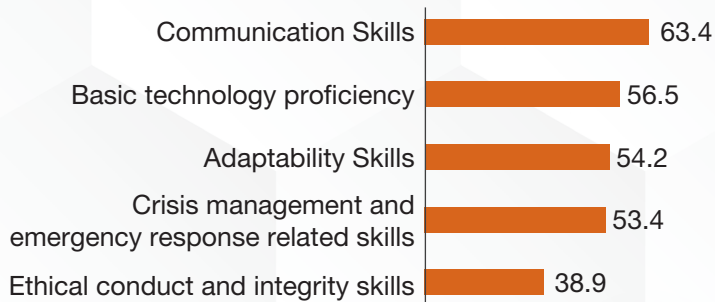 Communication Skills 63.4
Basic technology proficiency 56.5
Adaptability Skills 54.2
Crisis management and
emergency response related skills 53.4
Ethical conduct and integrity skills 38.9